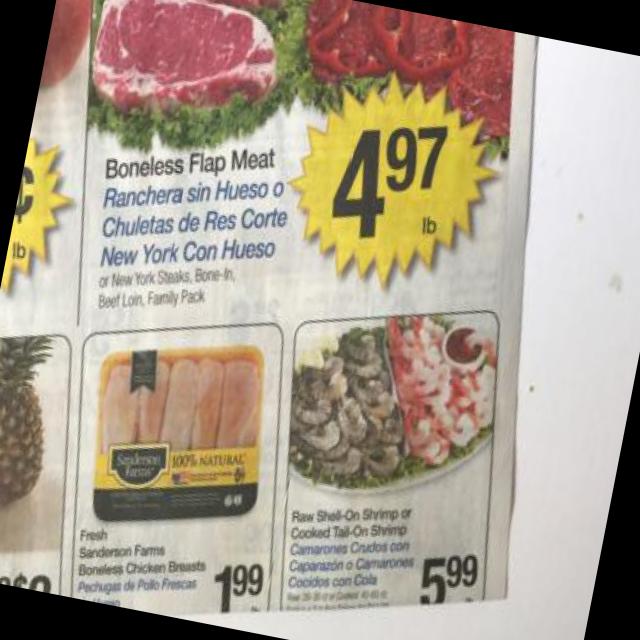 ¢
lb
Boneless Flap Meat
Ranchera sin Hueso o
Chuletas de Res Corte
New York Con Hueso
or New York Steaks, Bone-In,
Beef Loin, Family Pack
4 97
lb
Sanderson
Farms
100% NATURAL
Fresh
Sanderson Farms
Boneless Chicken Breasts
Pechugas de Pollo Frescas
1 99
Raw Shell-On Shrimp or
Cooked Tail-On Shrimp
Camarones Crudos con
Caparazón o Camarones
Cocidos con Cola
5 99